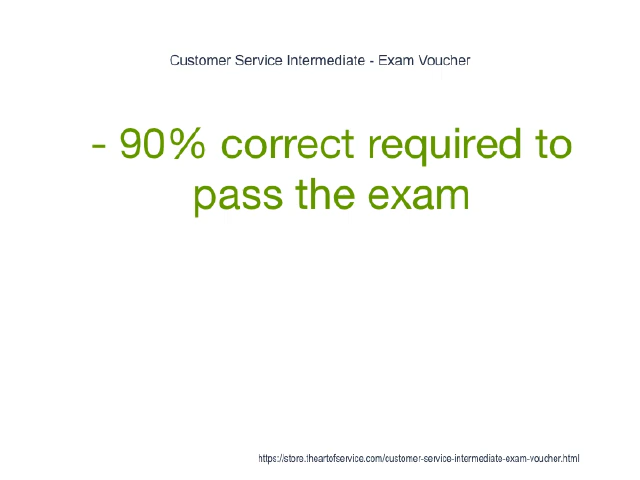 Customer Service Intermediate - Exam Voucher
- 90% correct required to
pass the exam
https://store.theartofservice.com/customer-service-intermediate-exam-voucher.html